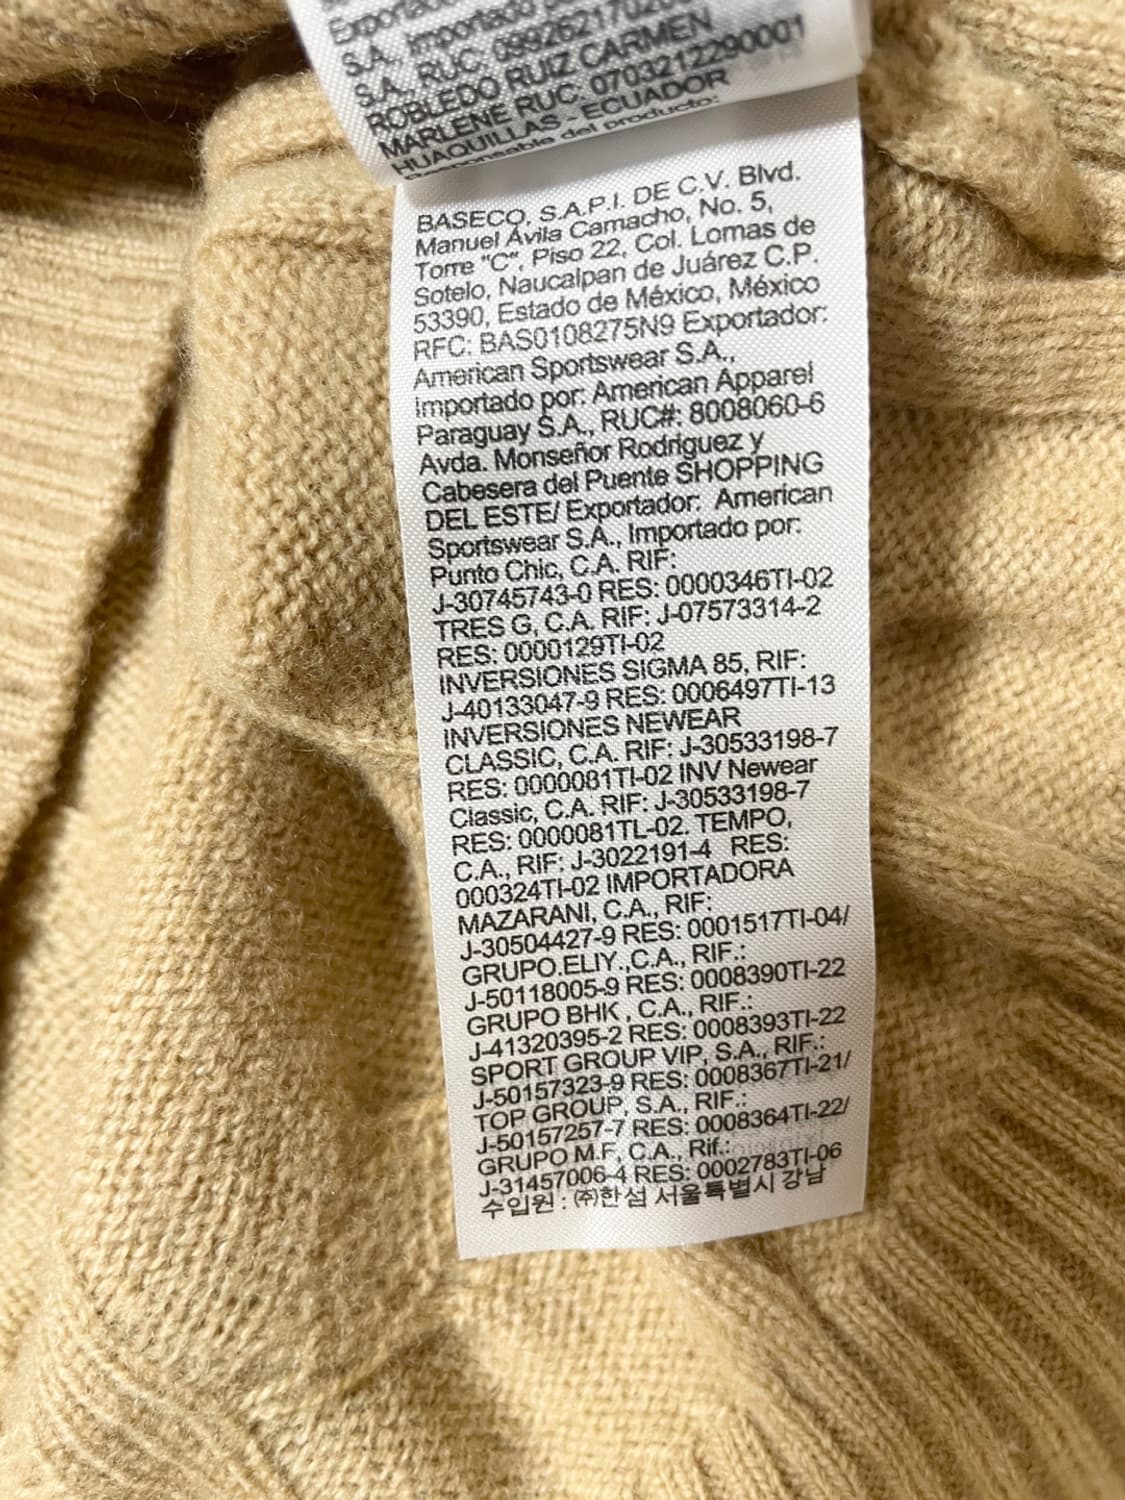 S.A., Importado
S.A., RUC:
ROBLEDO RUIZ CARMEN
MARLENE RUC: 0703212290001
HUAQUILLAS - ECUADOR
Responsable del producto:
BASECO, S.A.P.I. DE C.V. Blvd.
Manuel Ávila Camacho, No. 5,
Torre "C", Piso 22, Col. Lomas de
Sotelo, Naucalpan de Juárez C.P.
53390, Estado de México, México
RFC: BAS0108275N9 Exportador:
American Sportswear S.A.,
Importado por: American Apparel
Paraguay S.A., RUC#: 8008060-6
Avda. Monseñor Rodriguez y
Cabesera del Puente SHOPPING
DEL ESTE/ Exportador: American
Sportswear S.A., Importado por:
Punto Chic, C.A. RIF:
J-30745743-0 RES: 0000346TI-02
TRES G, C.A. RIF: J-07573314-2
RES: 0000129TI-02
INVERSIONES SIGMA 85, RIF:
J-40133047-9 RES: 0006497TI-13
INVERSIONES NEWEAR
CLASSIC, C.A. RIF: J-30533198-7
RES: 0000081TI-02 INV Newear
Classic, C.A. RIF: J-30533198-7
RES: 0000081TL-02. TEMPO,
C.A., RIF: J-3022191-4 RES:
000324TI-02 IMPORTADORA
MAZARANI, C.A., RIF:
J-30504427-9 RES: 0001517TI-04/
GRUPO.ELIY.,C.A., RIF.:
J-50118005-9 RES: 0008390TI-22
GRUPO BHK , C.A., RIF.:
J-41320395-2 RES: 0008393TI-22
SPORT GROUP VIP, S.A., RIF.:
J-50157323-9 RES: 0008367TI-21/
TOP GROUP, S.A., RIF.:
J-50157257-7 RES: 0008364TI-22/
GRUPO M.F, C.A., Rif.:
J-31457006-4 RES: 0002783TI-06
수입원 : ㈜한섬 서울특별시 강남